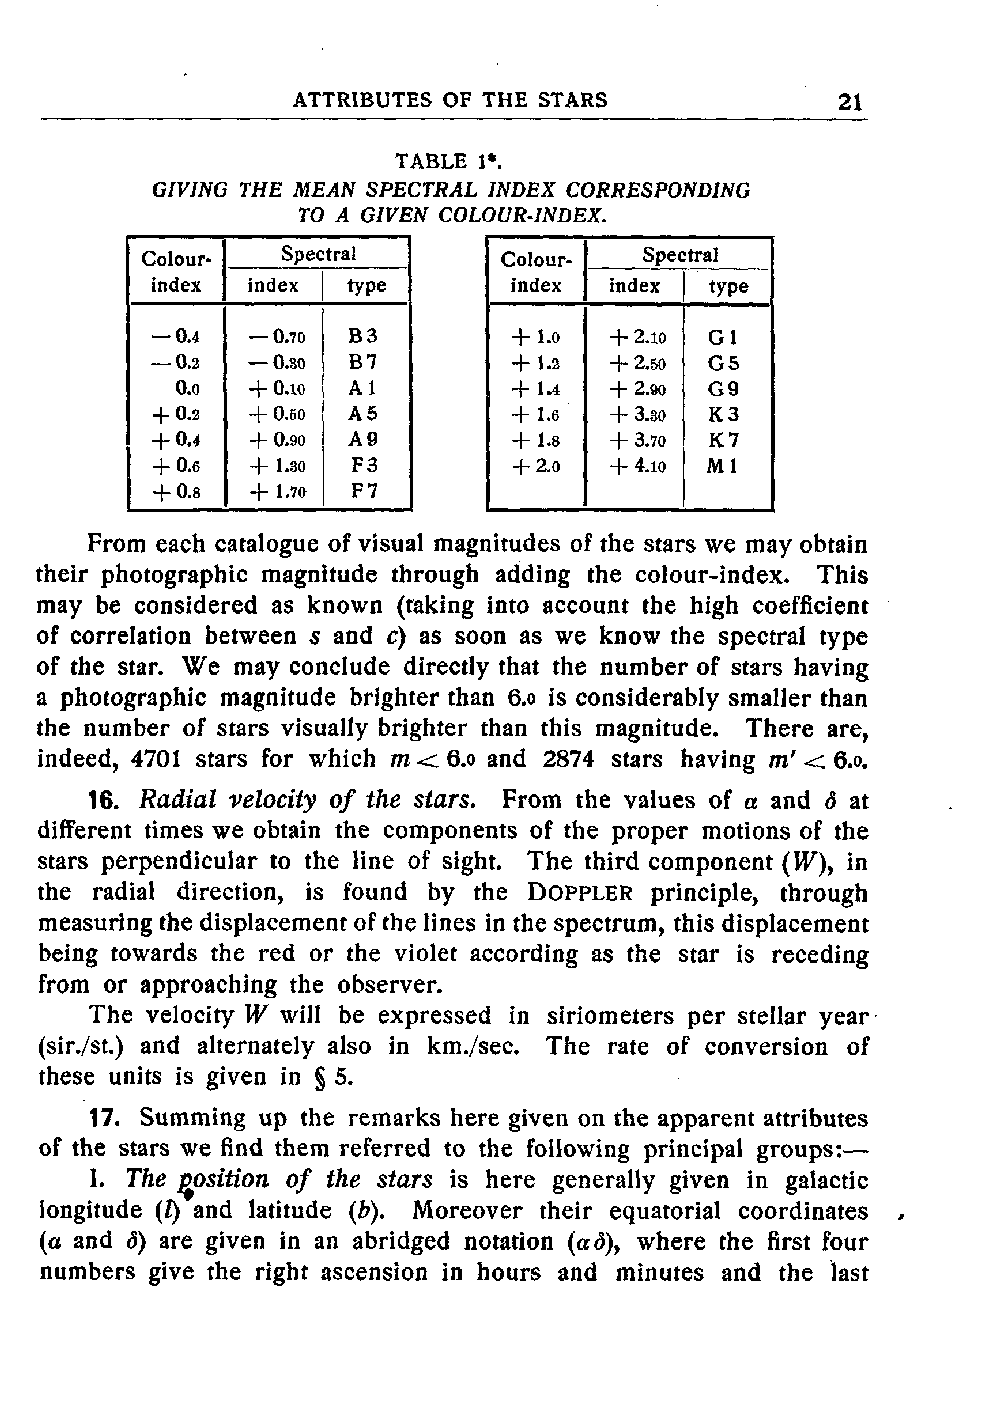 ATTRIBUTES OF THE STARS 21
TABLE 1*.
GIVING THE MEAN SPECTRAL INDEX CORRESPONDING
TO A GIVEN COLOUR-INDEX.
Colour- Spectral
index index type
— 0.4 — 0.70 B 3
— 0.2 — 0.30 B 7
0.0 + 0.10 A 1
+ 0.2 + 0.50 A 5
+ 0.4 + 0.90 A 9
+ 0.6 + 1.30 F 3
+ 0.8 + 1.70 F 7
Colour- Spectral
index index type
+ 1.0 + 2.10 G 1
+ 1.2 + 2.50 G 5
+ 1.4 + 2.90 G 9
+ 1.6 + 3.30 K 3
+ 1.8 + 3.70 K 7
+ 2.0 + 4.10 M 1
From each catalogue of visual magnitudes of the stars we may obtain
their photographic magnitude through adding the colour-index. This
may be considered as known (taking into account the high coefficient
of correlation between s and c) as soon as we know the spectral type
of the star. We may conclude directly that the number of stars having
a photographic magnitude brighter than 6.0 is considerably smaller than
the number of stars visually brighter than this magnitude. There are,
indeed, 4701 stars for which m < 6.0 and 2874 stars having m′ < 6.0.
16. Radial velocity of the stars. From the values of α and δ at
different times we obtain the components of the proper motions of the
stars perpendicular to the line of sight. The third component (W), in
the radial direction, is found by the DOPPLER principle, through
measuring the displacement of the lines in the spectrum, this displacement
being towards the red or the violet according as the star is receding
from or approaching the observer.
The velocity W will be expressed in siriometers per stellar year
(sir./st.) and alternately also in km./sec. The rate of conversion of
these units is given in § 5.
17. Summing up the remarks here given on the apparent attributes
of the stars we find them referred to the following principal groups:—
I. The position of the stars is here generally given in galactic
longitude (l) and latitude (b). Moreover their equatorial coordinates
(α and δ) are given in an abridged notation (αδ), where the first four
numbers give the right ascension in hours and minutes and the last